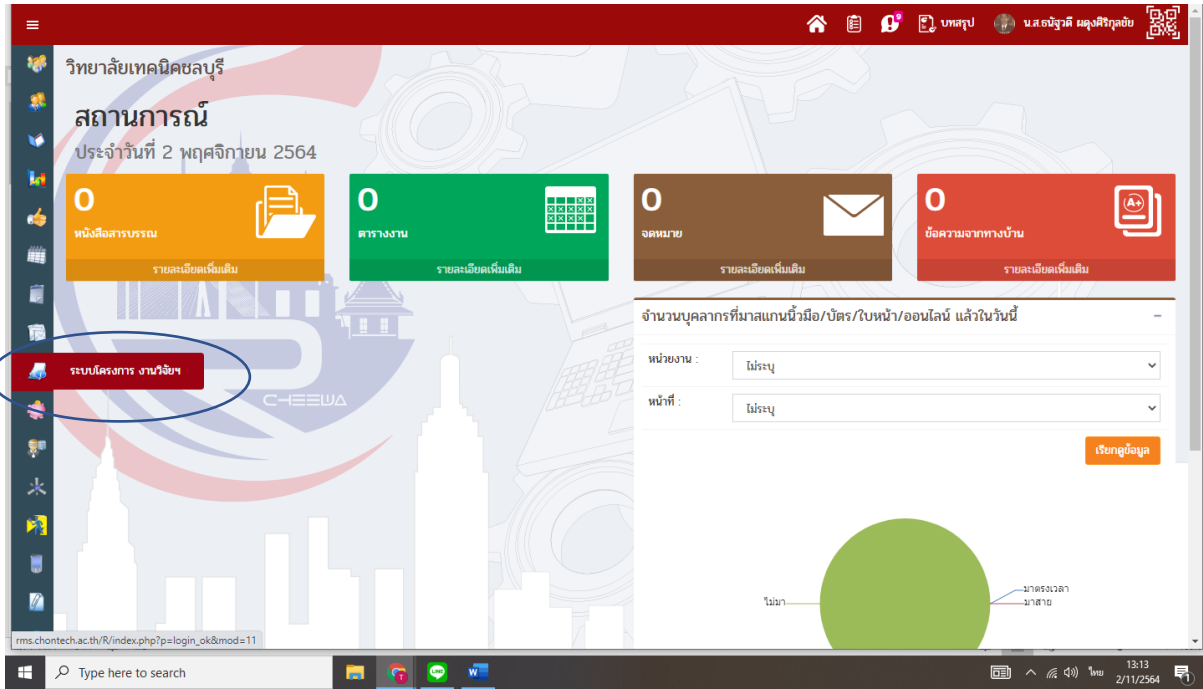 9
บทสรุป
น.ส.ธนัฐวดี ผดุงศิริกุลชัย
วิทยาลัยเทคนิคชลบุรี
สถานการณ์
ประจำวันที่ 2 พฤศจิกายน 2564
0
หนังสือสารบรรณ
รายละเอียดเพิ่มเติม
0
ตารางงาน
รายละเอียดเพิ่มเติม
0
จดหมาย
รายละเอียดเพิ่มเติม
0
A+
ข้อความจากทางบ้าน
รายละเอียดเพิ่มเติม
ระบบโครงการ งานวิจัยฯ
CHEEWA
จำนวนบุคลากรที่มาสแกนนิ้วมือ/บัตร/ใบหน้า/ออนไลน์ แล้วในวันนี้
หน่วยงาน :
ไม่ระบุ
หน้าที่ :
ไม่ระบุ
เรียกดูข้อมูล
ไม่มา
มาตรงเวลา
มาสาย
rms.chontech.ac.th/R/index.php?p=login_ok&mod=11
Type here to search
ไทย
13:13
2/11/2564